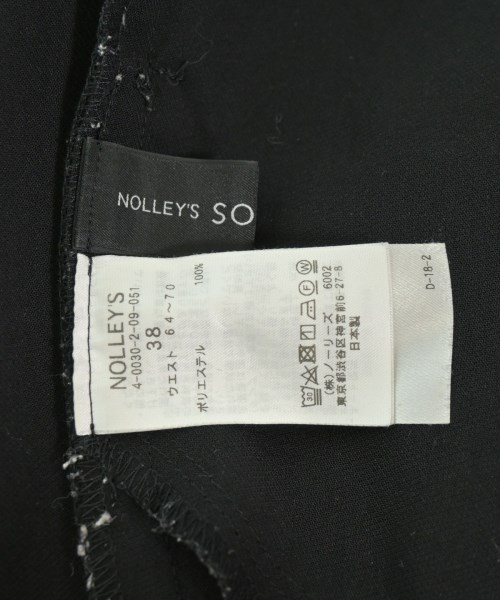 NOLLEY'S SO
NOLLEY'S
4-0030-2-09-051
38
ウエスト 64～70
ポリエステル 100%
30
W
F
(株)ノーリーズ 6002
東京都渋谷区神宮前6-27-8
日本製
D-18-2